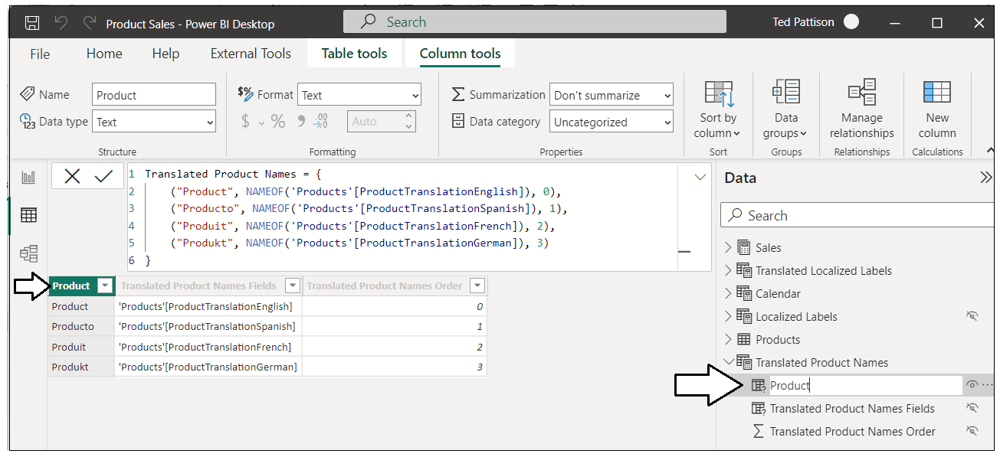 Product Sales - Power BI Desktop
Search
Ted Pattison
File Home Help External Tools Table tools Column tools
Name Product
$% Format Text
Summarization Don't summarize
123 Data type Text
$ % 9 .00 →.0 Auto
Data category Uncategorized
Sort by column
Data groups
Manage relationships
New column
Structure Formatting Properties Sort Groups Relationships Calculations
1 Translated Product Names = {
2 ("Product", NAMEOF('Products'[ProductTranslationEnglish]), 0),
3 ("Producto", NAMEOF('Products'[ProductTranslationSpanish]), 1),
4 ("Produit", NAMEOF('Products'[ProductTranslationFrench]), 2),
5 ("Produkt", NAMEOF('Products'[ProductTranslationGerman]), 3)
6 }
Product Translated Product Names Fields Translated Product Names Order
Product 'Products'[ProductTranslationEnglish] 0
Producto 'Products'[ProductTranslationSpanish] 1
Produit 'Products'[ProductTranslationFrench] 2
Produkt 'Products'[ProductTranslationGerman] 3
Data
Search
Sales
Translated Localized Labels
Calendar
Localized Labels
Products
Translated Product Names
Product
Translated Product Names Fields
Translated Product Names Order